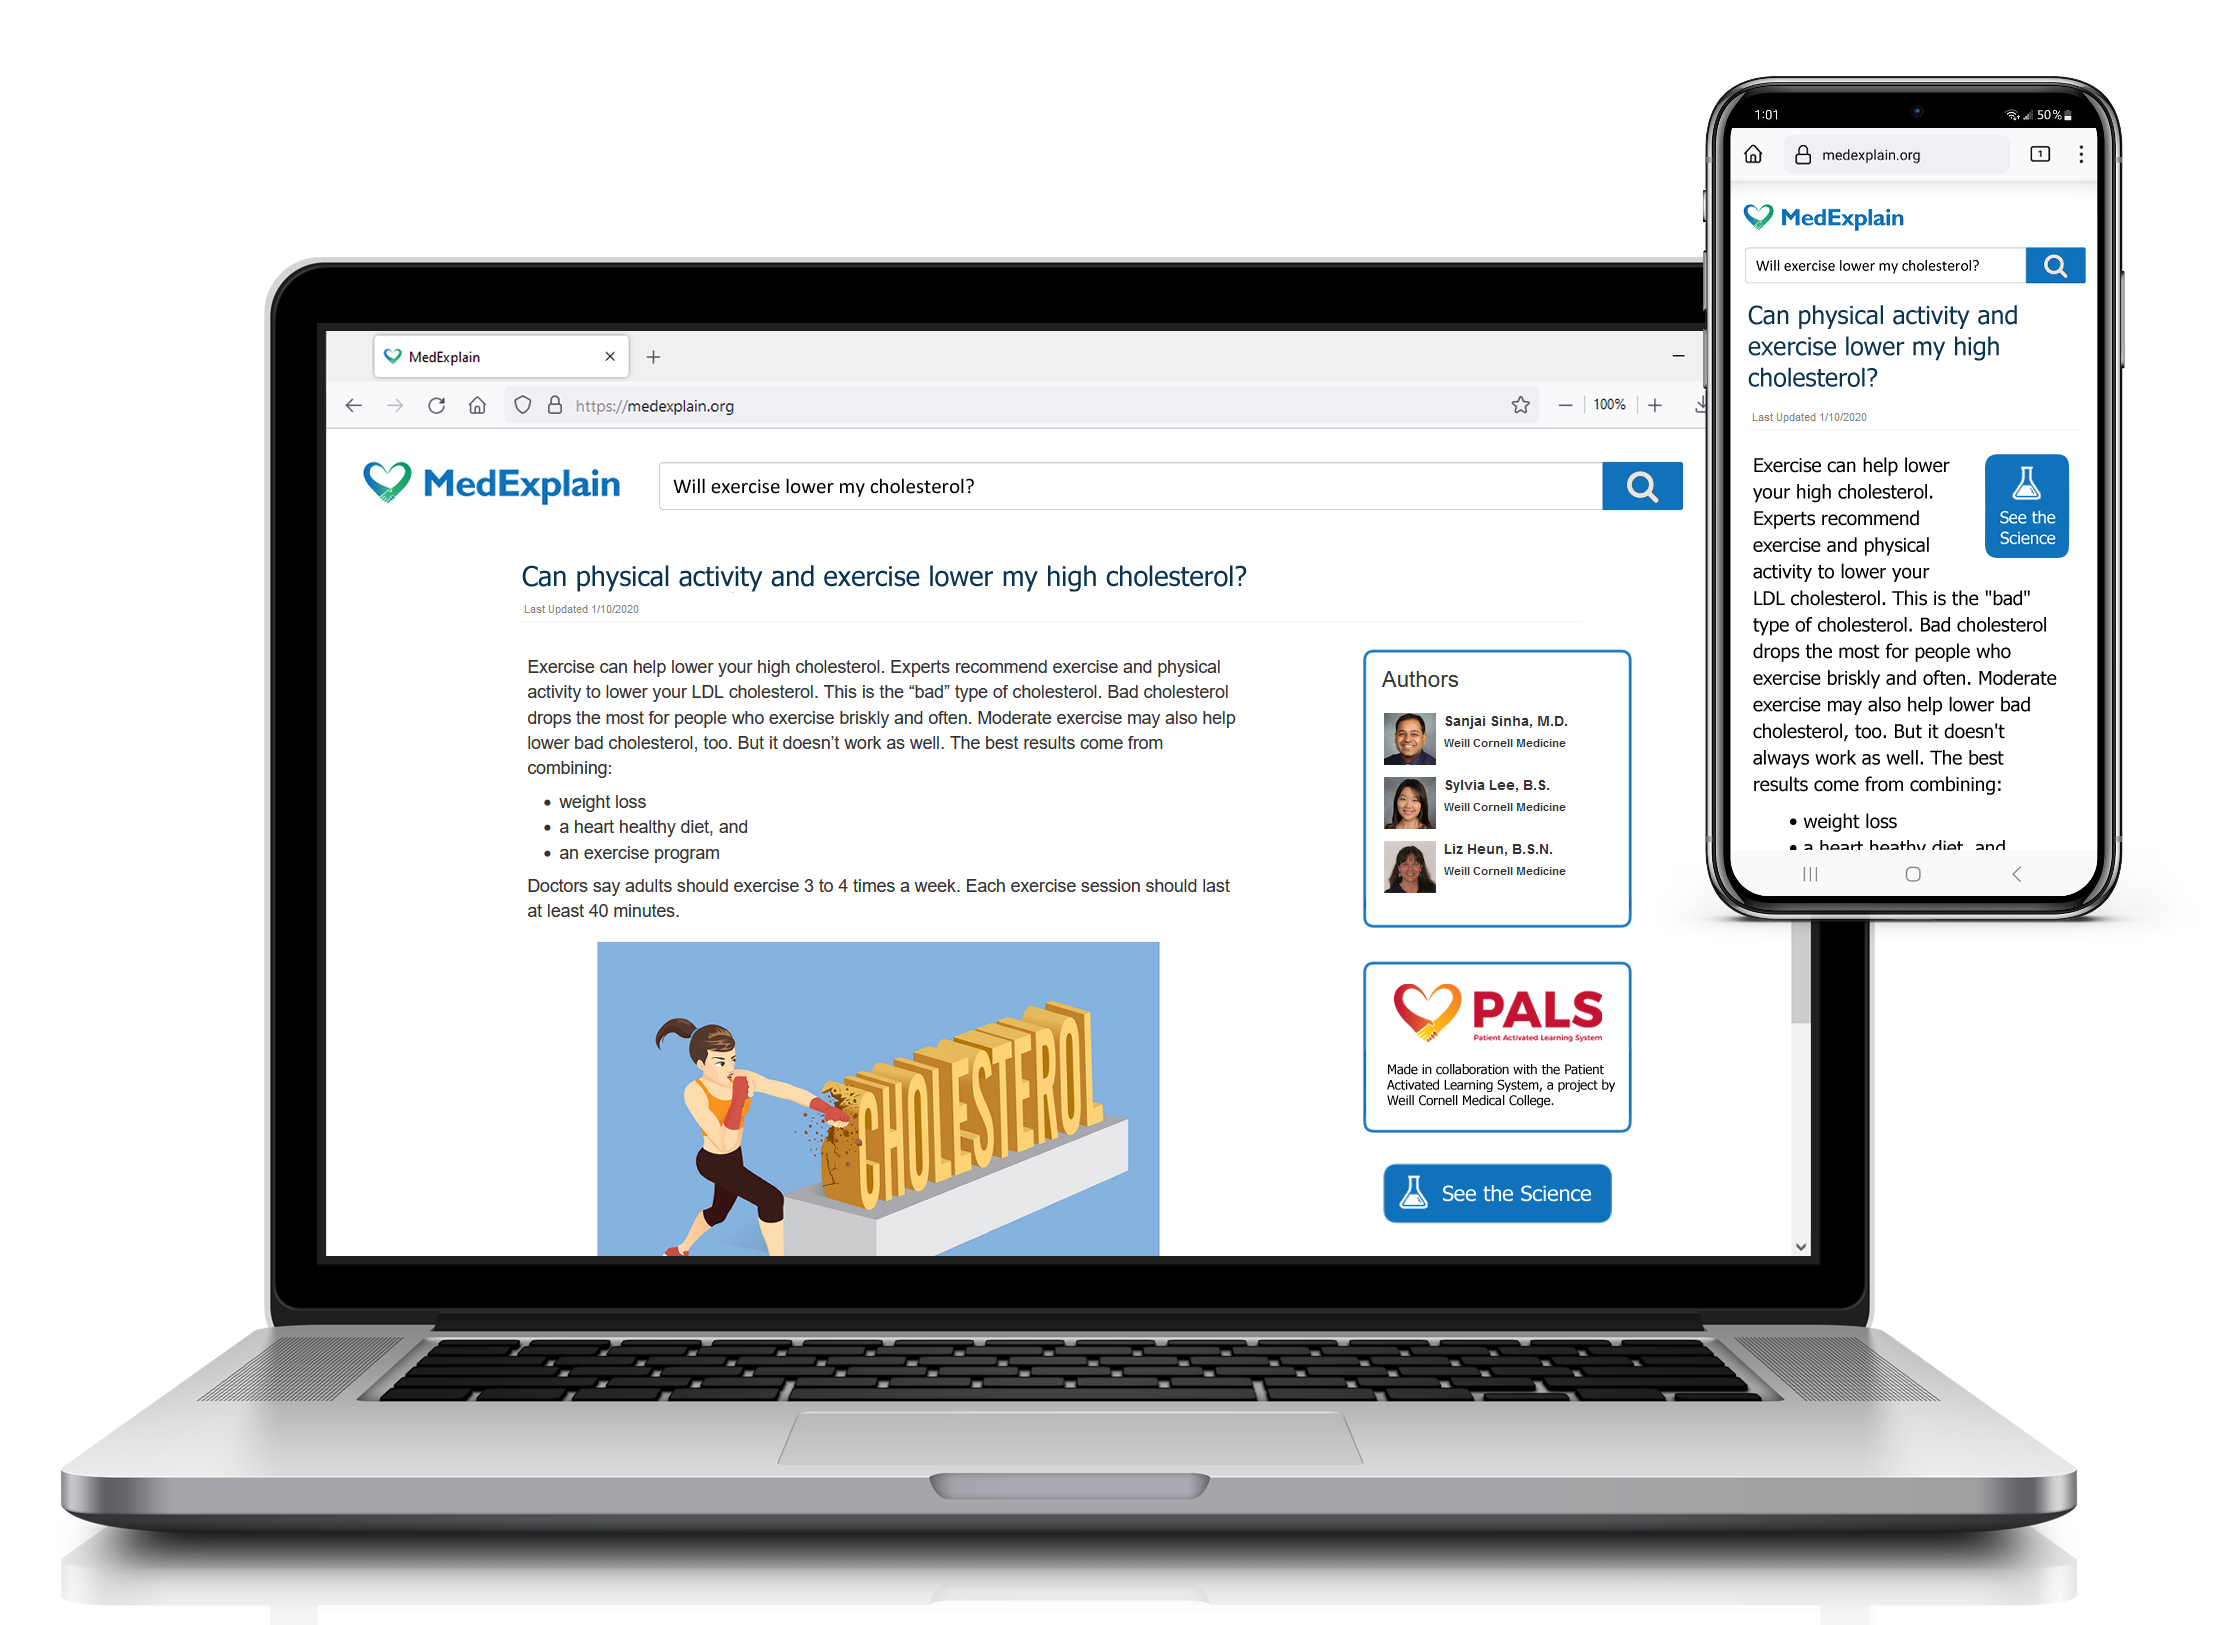 MedExplain
https://medexplain.org
100%
MedExplain
Will exercise lower my cholesterol?
Can physical activity and exercise lower my high cholesterol?
Last Updated 1/10/2020
Exercise can help lower your high cholesterol. Experts recommend exercise and physical
activity to lower your LDL cholesterol. This is the “bad” type of cholesterol. Bad cholesterol
drops the most for people who exercise briskly and often. Moderate exercise may also help
lower bad cholesterol, too. But it doesn’t work as well. The best results come from
combining:
• weight loss
• a heart healthy diet, and
• an exercise program
Doctors say adults should exercise 3 to 4 times a week. Each exercise session should last
at least 40 minutes.
CHOLESTEROL
Authors
Sanjai Sinha, M.D.
Weill Cornell Medicine
Sylvia Lee, B.S.
Weill Cornell Medicine
Liz Heun, B.S.N.
Weill Cornell Medicine
PALS
Patient Activated Learning System
Made in collaboration with the Patient
Activated Learning System, a project by
Weill Cornell Medical College.
See the Science
1:01
50%
medexplain.org
1
MedExplain
Will exercise lower my cholesterol?
Can physical activity and
exercise lower my high
cholesterol?
Last Updated 1/10/2020
Exercise can help lower
your high cholesterol.
Experts recommend
exercise and physical
activity to lower your
LDL cholesterol. This is the "bad"
type of cholesterol. Bad cholesterol
drops the most for people who
exercise briskly and often. Moderate
exercise may also help lower bad
cholesterol, too. But it doesn't
always work as well. The best
results come from combining:
• weight loss
• a heart heathy diet, and
See the
Science